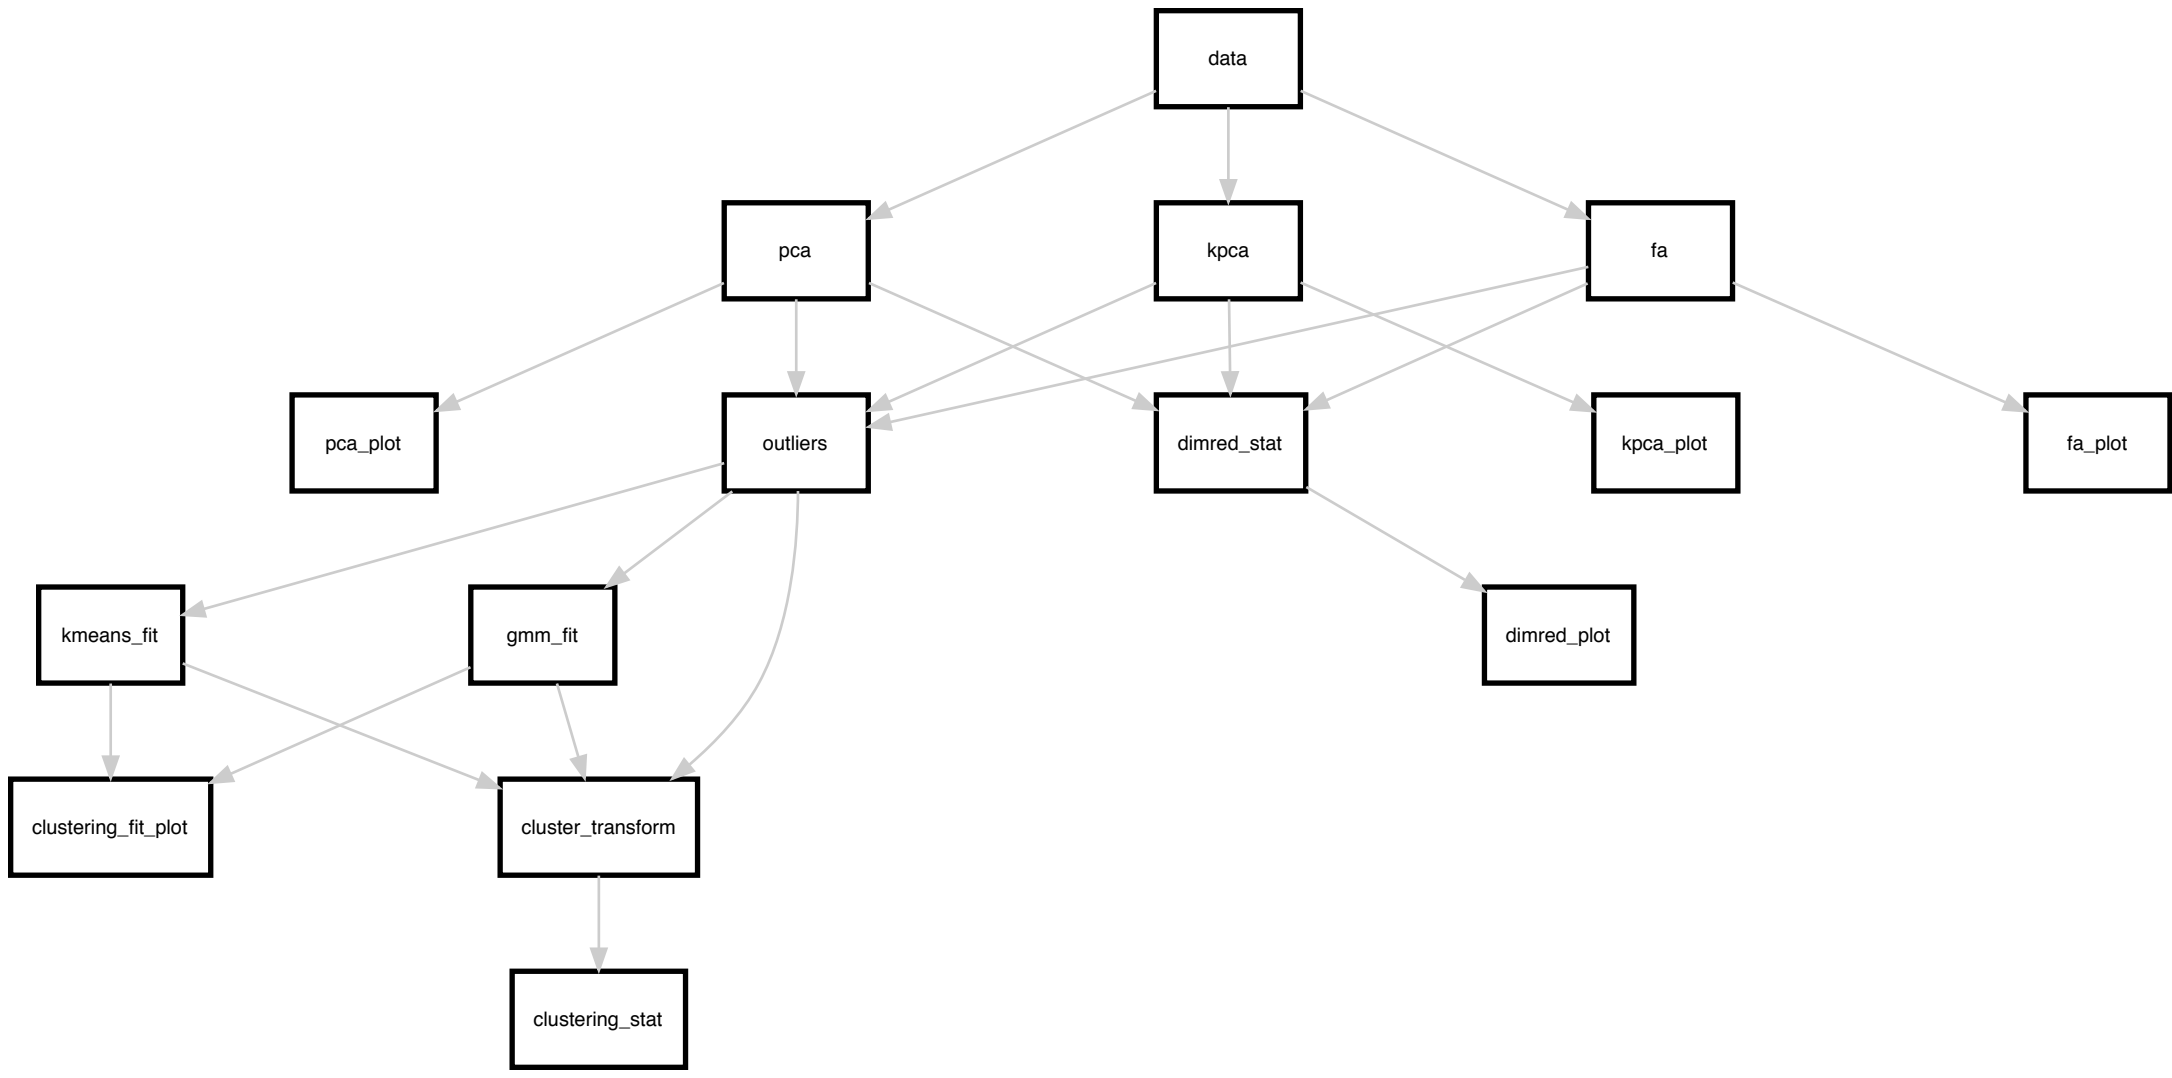 data
pca
kpca
fa
pca_plot
outliers
dimred_stat
kpca_plot
fa_plot
kmeans_fit
gmm_fit
dimred_plot
clustering_fit_plot
cluster_transform
clustering_stat